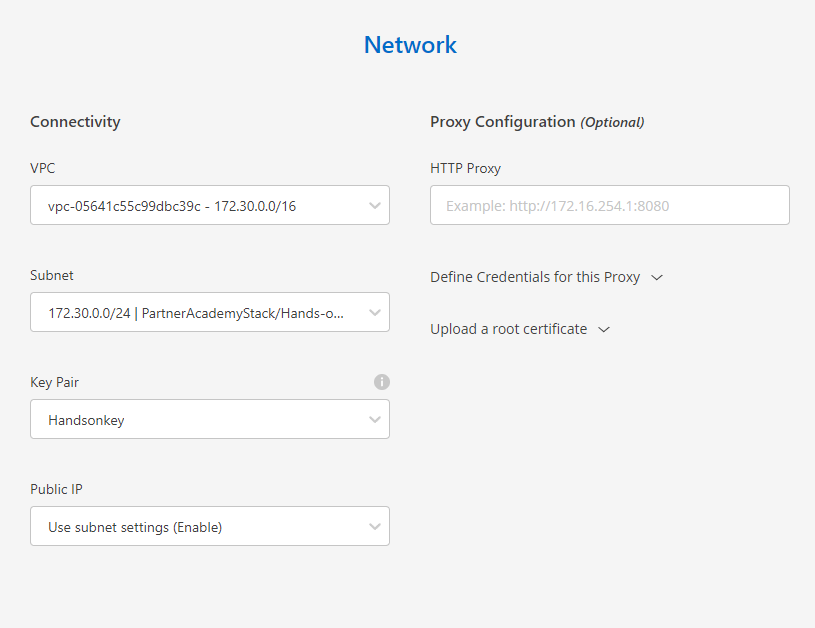 Network
Connectivity
VPC
vpc-05641c55c99dbc39c - 172.30.0.0/16
Subnet
172.30.0.0/24 | PartnerAcademyStack/Hands-o...
Key Pair
Handsonkey
Public IP
Use subnet settings (Enable)
Proxy Configuration (Optional)
HTTP Proxy
Example: http://172.16.254.1:8080
Define Credentials for this Proxy
Upload a root certificate